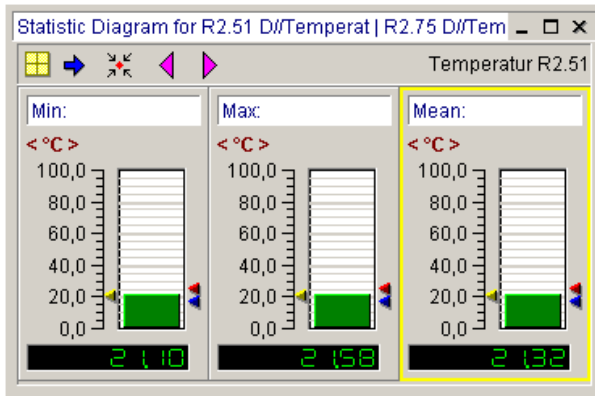 Statistic Diagram for R2.51 D//Temperat | R2.75 D//Tem
Temperatur R2.51
Min: Max: Mean:
<°C> <°C> <°C>
100,0 100,0 100,0
80,0 80,0 80,0
60,0 60,0 60,0
40,0 40,0 40,0
20,0 20,0 20,0
0,0 0,0 0,0
21,10 21,58 21,32